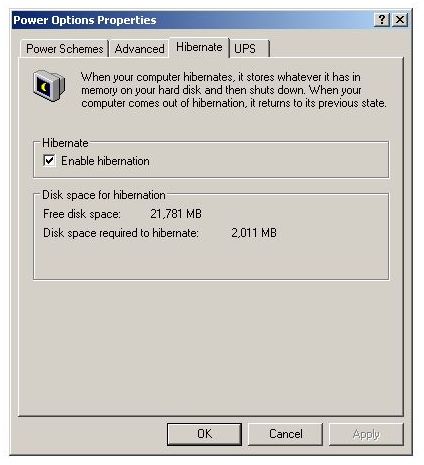 Power Options Properties
Power Schemes Advanced Hibernate UPS
When your computer hibernates, it stores whatever it has in
memory on your hard disk and then shuts down. When your
computer comes out of hibernation, it returns to its previous state.
Hibernate
Enable hibernation
Disk space for hibernation
Free disk space: 21,781 MB
Disk space required to hibernate: 2,011 MB
OK Cancel Apply